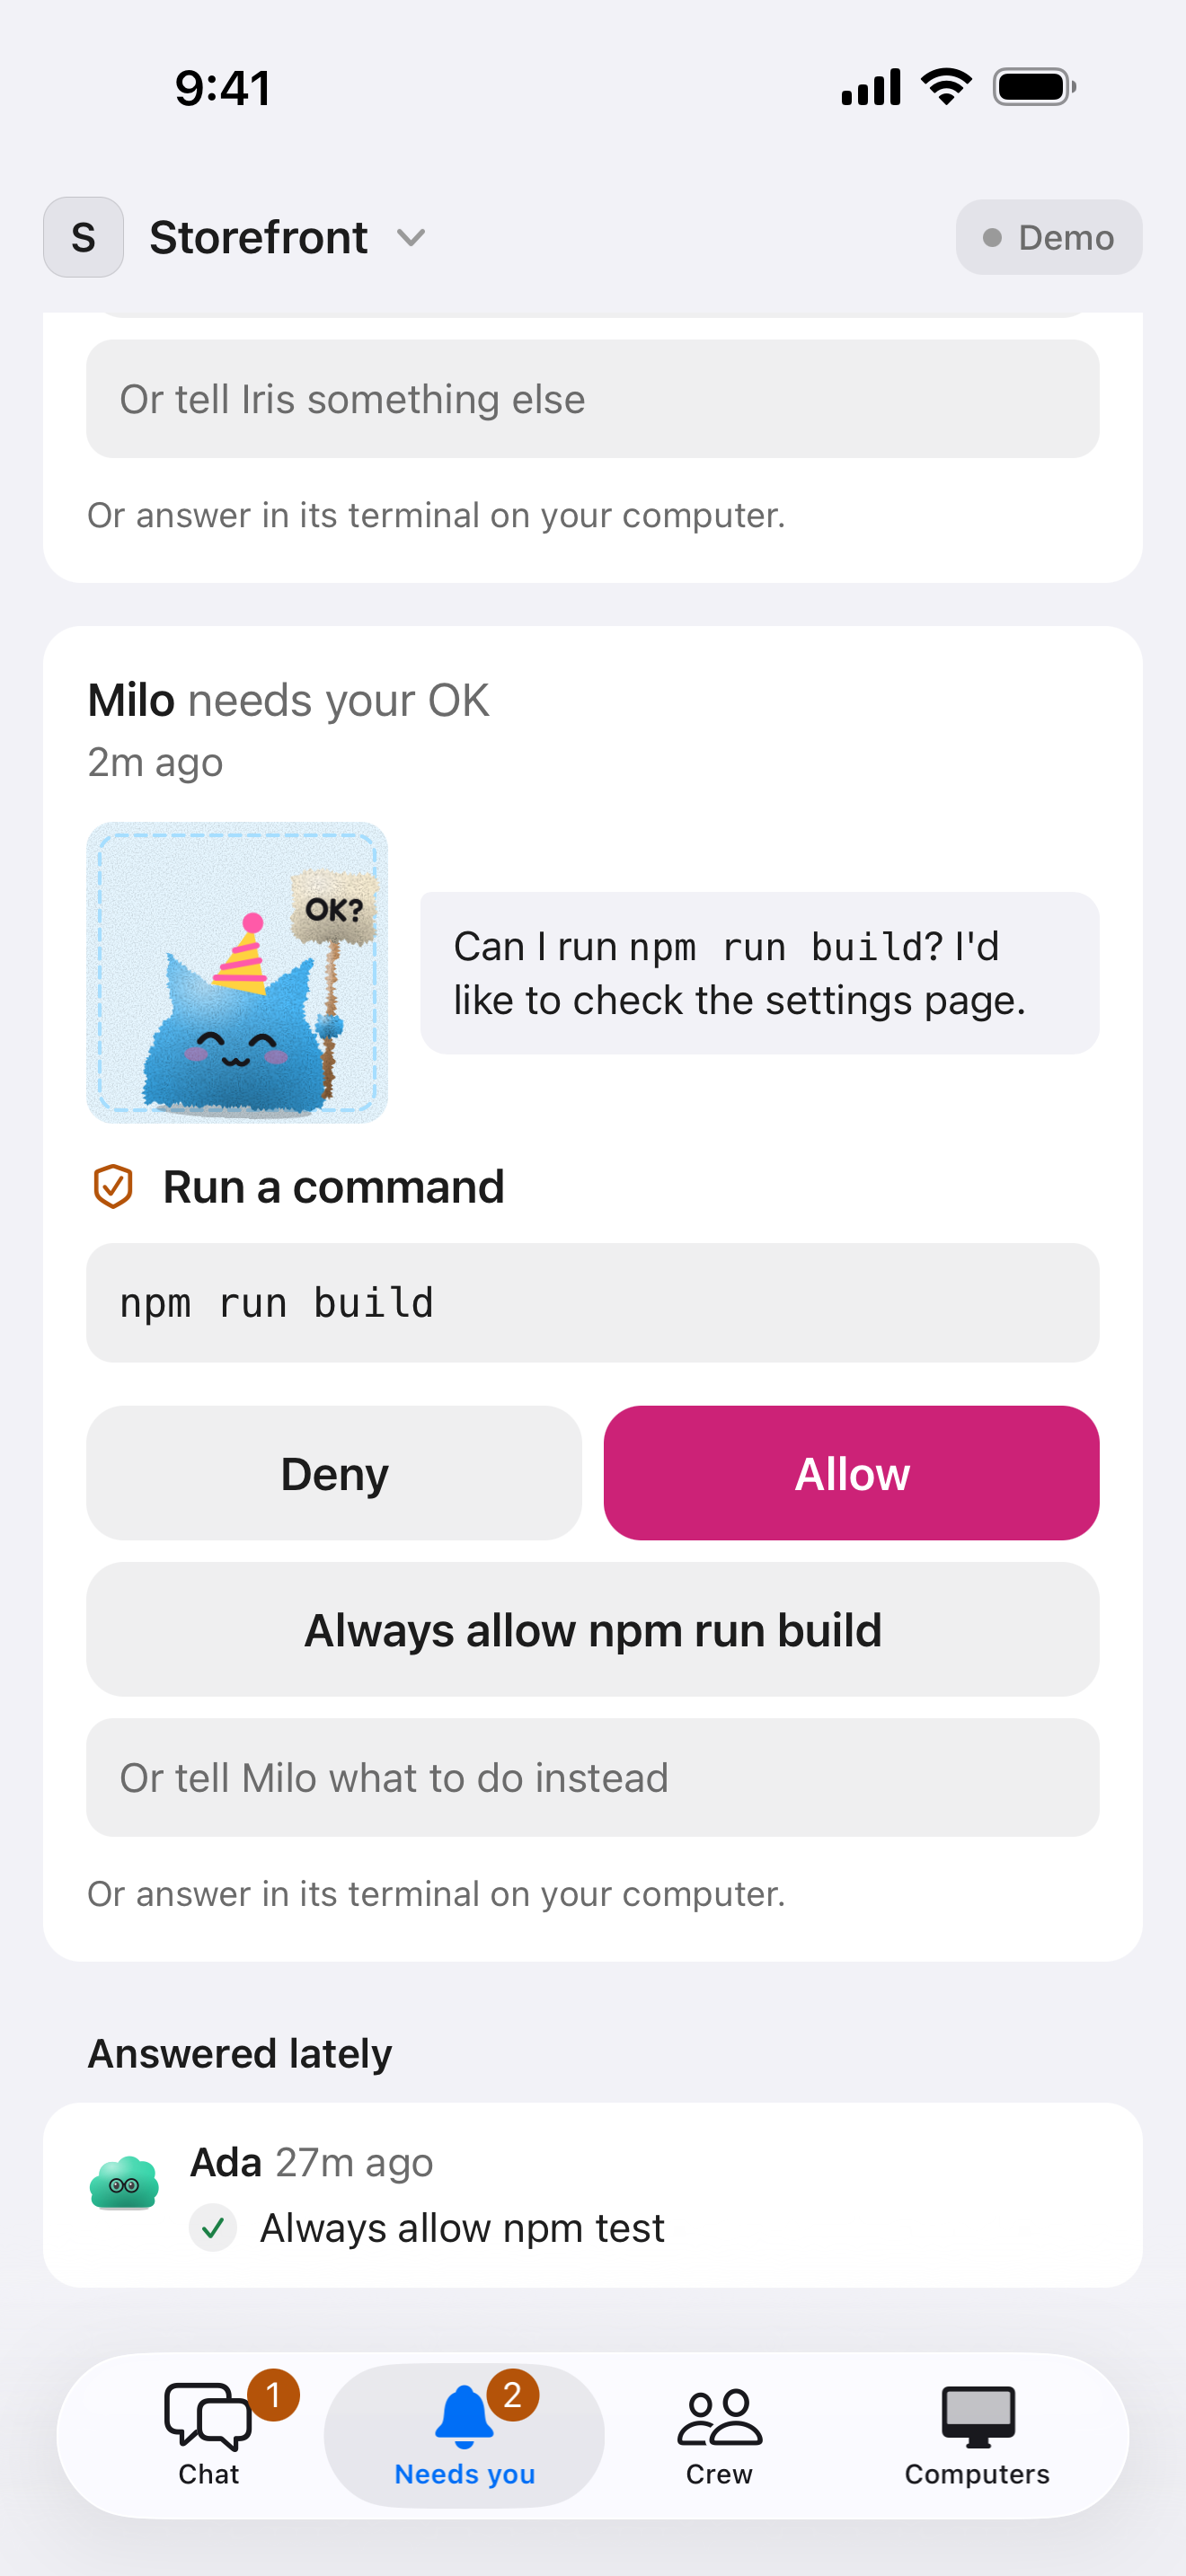 9:41
S
Storefront
Demo
Or tell Iris something else
Or answer in its terminal on your computer.
Milo needs your OK
2m ago
OK?
Can I run npm run build? I'd
like to check the settings page.
Run a command
npm run build
Deny
Allow
Always allow npm run build
Or tell Milo what to do instead
Or answer in its terminal on your computer.
Answered lately
Ada 27m ago
Always allow npm test
1
2
Chat
Needs you
Crew
Computers